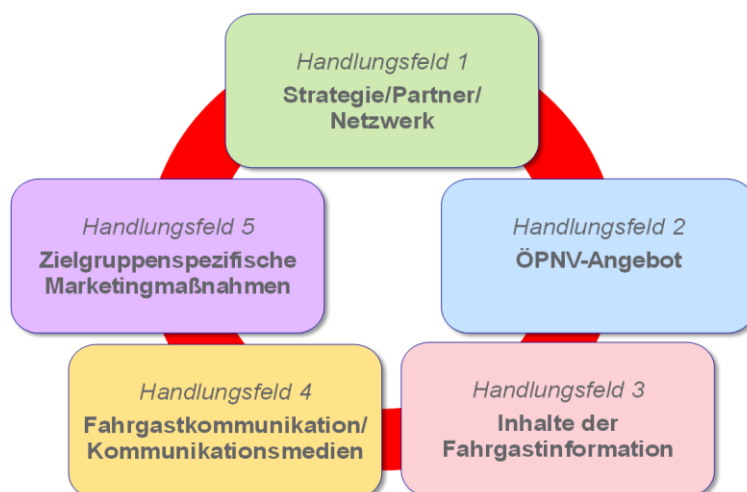 Handlungsfeld 1
Strategie/Partner/
Netzwerk
Handlungsfeld 2
ÖPNV-Angebot
Handlungsfeld 3
Inhalte der
Fahrgastinformation
Handlungsfeld 4
Fahrgastkommunikation/
Kommunikationsmedien
Handlungsfeld 5
Zielgruppenspezifische
Marketingmaßnahmen